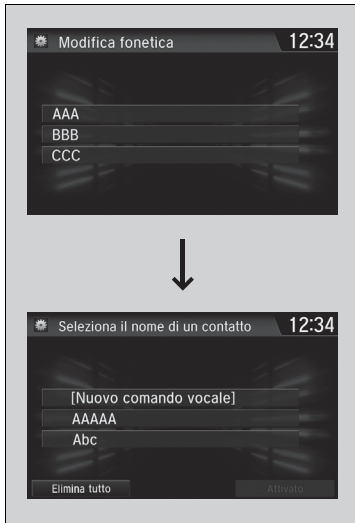 Modifica fonetica 12:34
AAA
BBB
CCC
Seleziona il nome di un contatto 12:34
[Nuovo comando vocale]
AAAAA
Abc
Elimina tutto Attivato